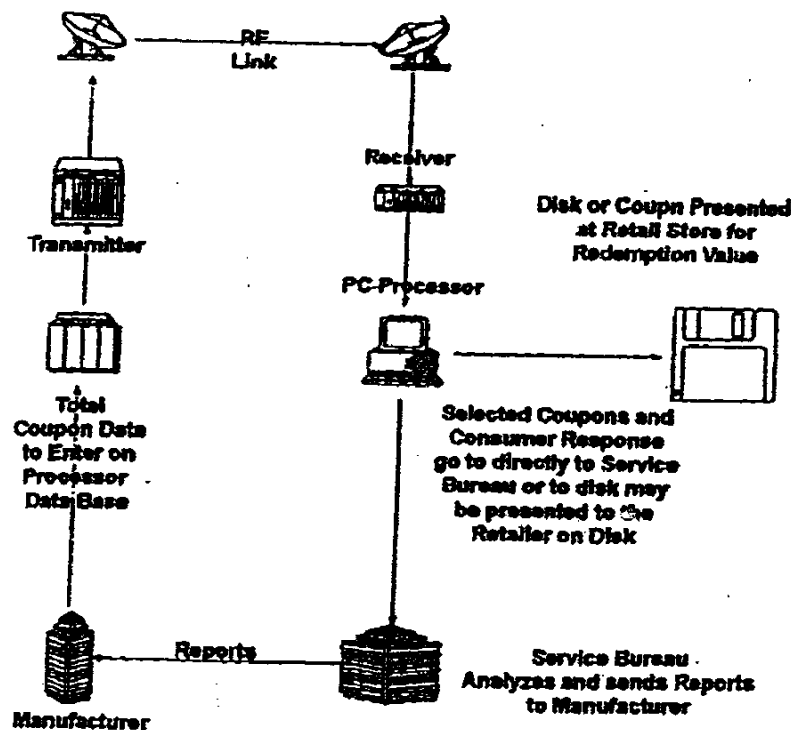 RF
Link
Receiver
Disk or Coupn Presented
at Retail Store for
Redemption Value
Transmitter
PC-Processor
Total
Coupon Data
to Enter on
Processor
Data Base
Selected Coupons and
Consumer Response
go to directly to Service
Bureau or to disk may
be presented to the
Retailer on Disk
Reports
Service Bureau
Analyzes and sends Reports
to Manufacturer
Manufacturer